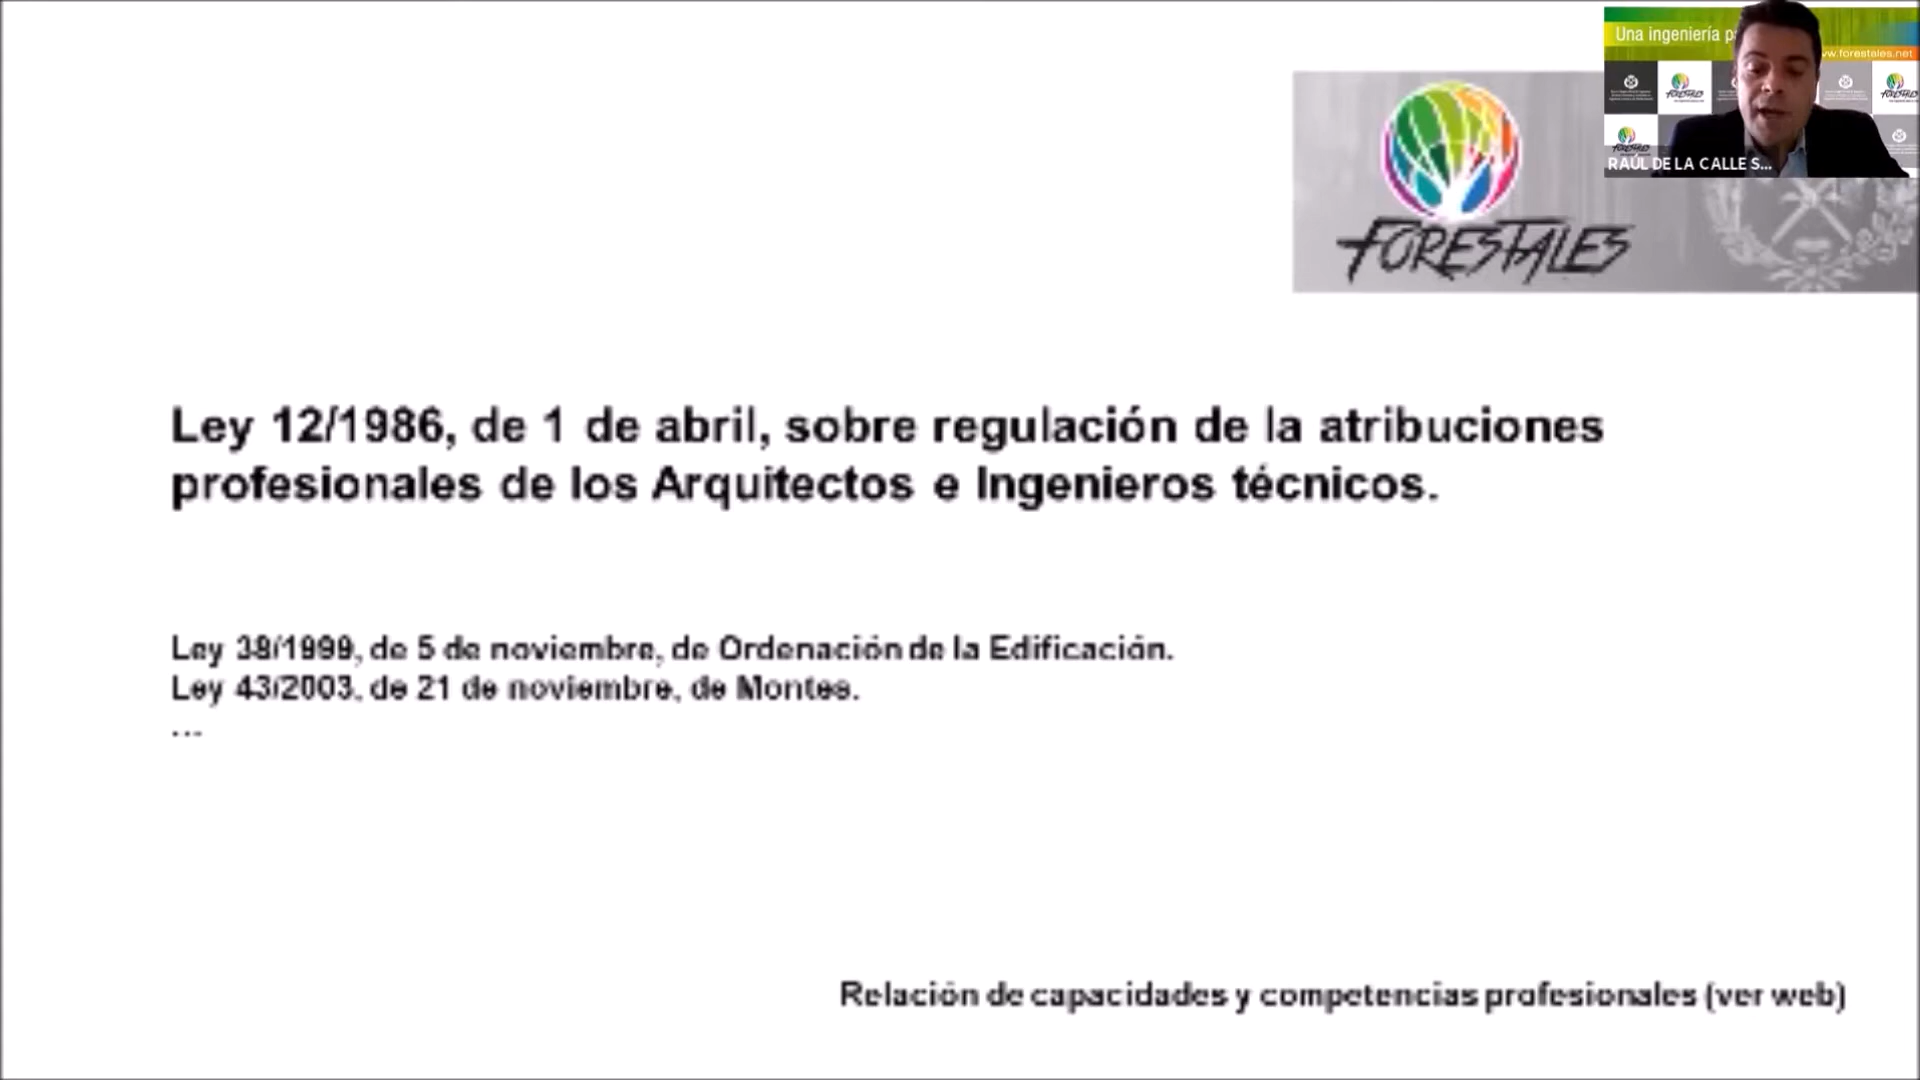 Una ingeniería p
www.forestales.net
FORESTALES
RAÚL DE LA CALLE S...
FORESTALES
Ley 12/1986, de 1 de abril, sobre regulación de la atribuciones
profesionales de los Arquitectos e Ingenieros técnicos.
Ley 38/1999, de 5 de noviembre, de Ordenación de la Edificación.
Ley 43/2003, de 21 de noviembre, de Montes.
...
Relación de capacidades y competencias profesionales (ver web)